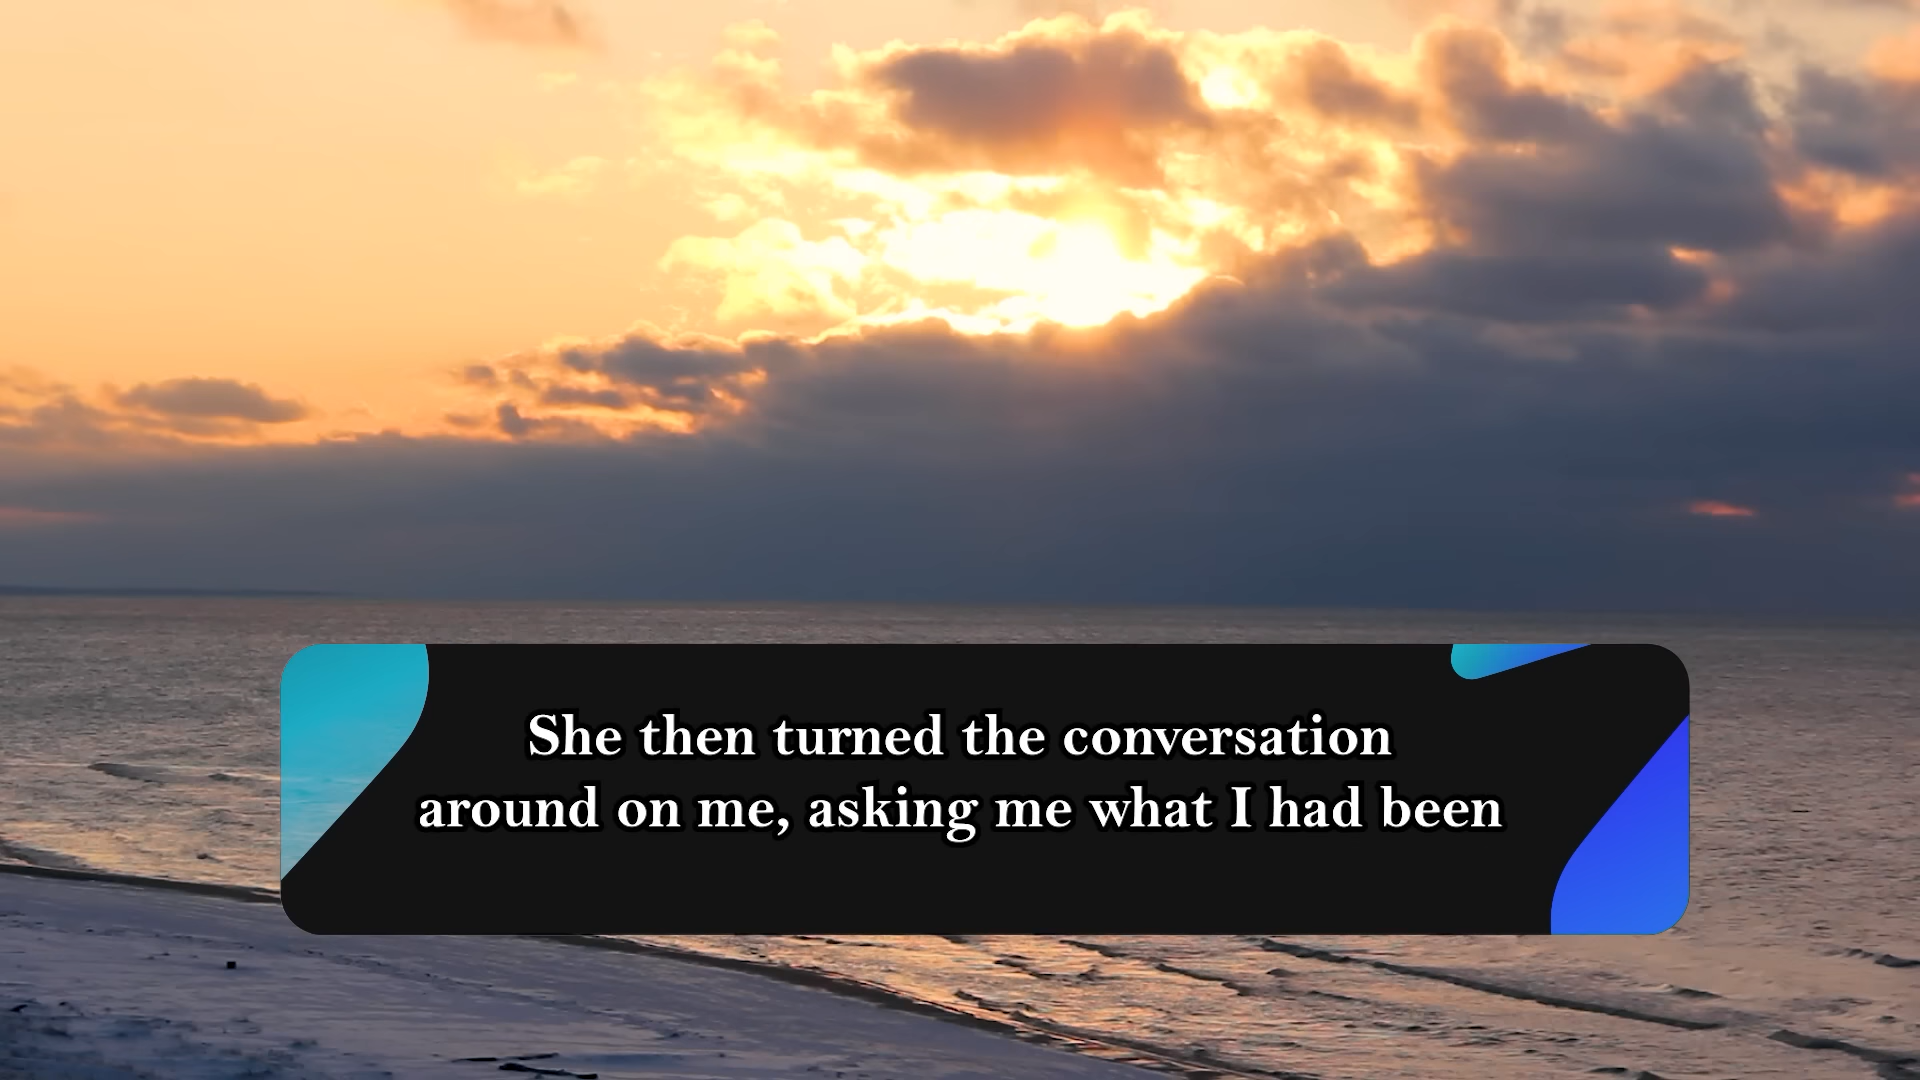 She then turned the conversation
around on me, asking me what I had been